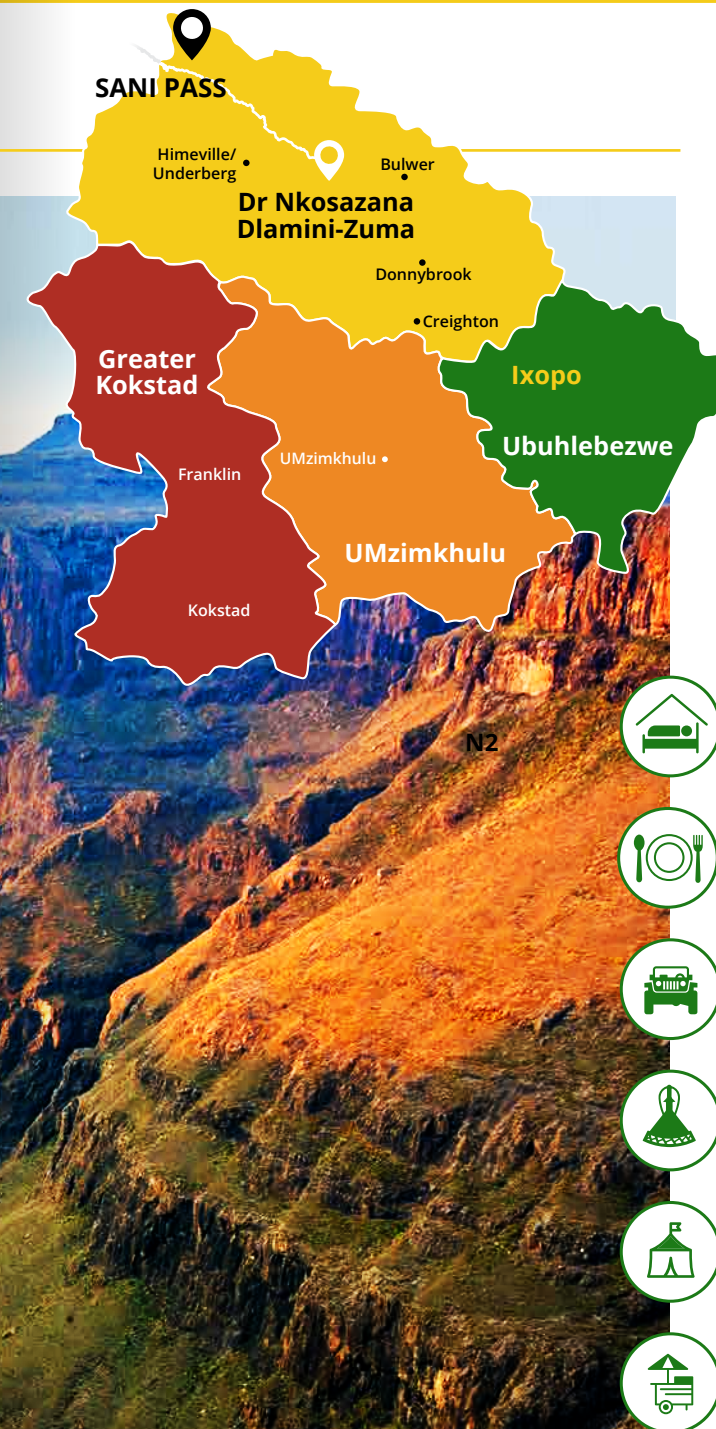 SANI PASS
Himeville/
Underberg
Bulwer
Dr Nkosazana
Dlamini-Zuma
Donnybrook
Creighton
Greater
Kokstad
Ixopo
Ubuhlebezwe
UMzimkhulu
Franklin
UMzimkhulu
Kokstad
N2